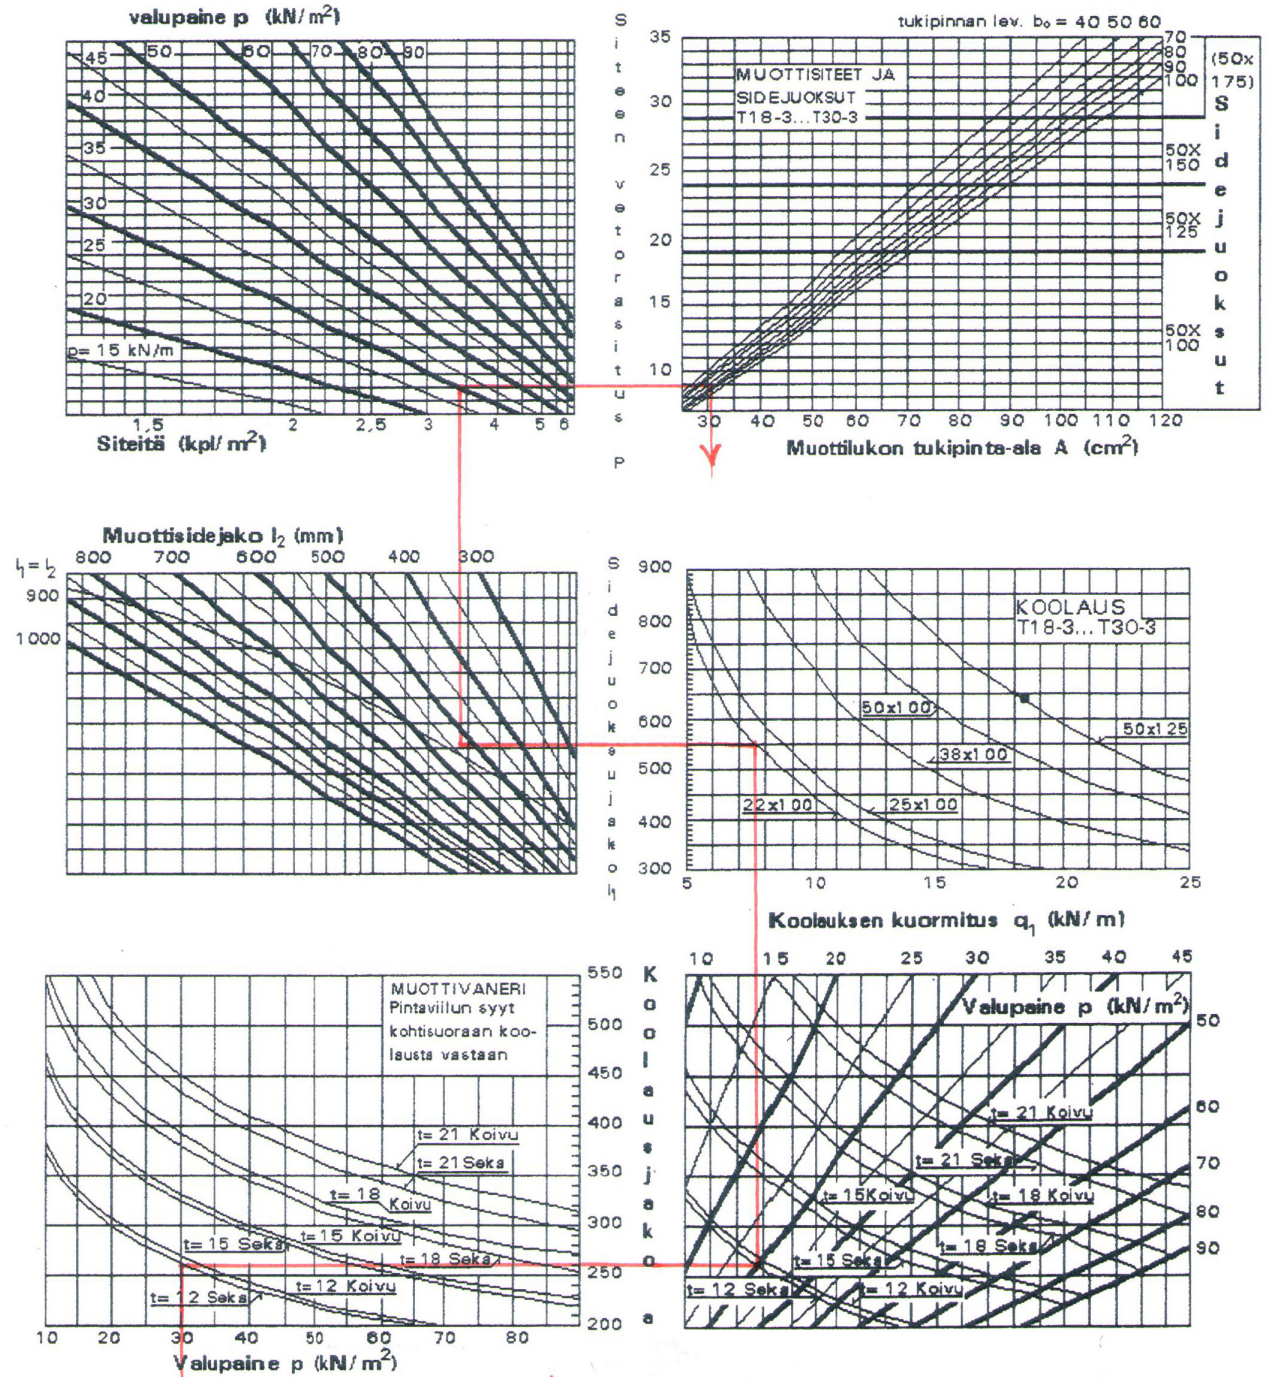 valupaine p (kN/m²)
45 50 60 70 80 90
40
35
30
25
20
p= 15 kN/m
1,5 2 2,5 3 4 5 6
Siteitä (kpl/m²)
Siteen vetorasitus P
35
30
25
20
15
10
tukipinnan lev. b₀ = 40 50 60
70
80
90
100
(50x
175)
MUOTTISITEET JA
SIDEJUOKSUT
T18-3...T30-3
50X
150
50X
125
50X
100
Sidejuoksut
30 40 50 60 70 80 90 100 110 120
Muottilukon tukipinta-ala A (cm²)
Muottisidejako l₂ (mm)
l₁= l₂
800 700 600 500 400 300
900
1000
Sidejuoksujako l₁
900
800
700
600
500
400
300
KOOLAUS
T18-3...T30-3
50x100
50x125
38x100
22x100
25x100
5 10 15 20 25
Koolauksen kuormitus q₁ (kN/m)
10 15 20 25 30 35 40 45
Valupaine p (kN/m²)
50
60
70
80
90
t= 21 Koivu
t= 21 Seka
t= 15 Koivu
t= 18 Koivu
t= 18 Seka
t= 15 Seka
t= 12 Seka
t= 12 Koivu
MUOTTIVANERI
Pintaviilun syyt
kohtisuoraan koo-
lausta vastaan
550
500
450
400
350
300
250
200
Koolausjako a
t= 21 Koivu
t= 21 Seka
t= 18
Koivu
t= 15 Koivu
t= 15 Seka
t= 18 Seka
t= 12 Koivu
t= 12 Seka
10 20 30 40 50 60 70 80
Valupaine p (kN/m²)